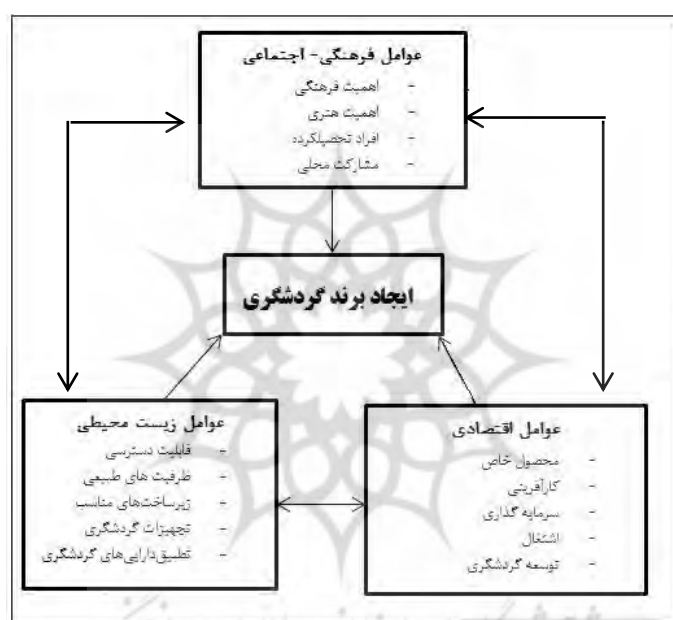 عوامل فرهنگی- اجتماعی
- اهمیت فرهنگی
- اهمیت هنری
- افراد تحصیلکرده
- مشارکت محلی
ایجاد برند گردشگری
عوامل اقتصادی
- محصول خاص
- کارآفرینی
- سرمایه گذاری
- اشتغال
- توسعه گردشگری
عوامل زیست محیطی
- قابلیت دسترسی
- ظرفیت های طبیعی
- زیرساخت‌های مناسب
- تجهیزات گردشگری
- تطبیق‌دارایی‌های گردشگری